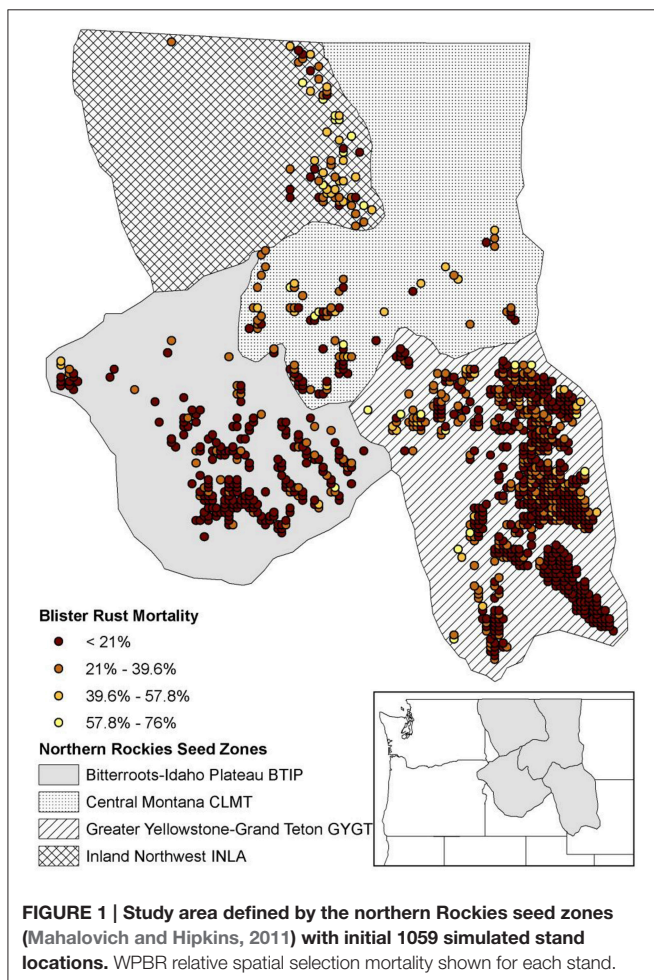 Blister Rust Mortality
< 21%
21% - 39.6%
39.6% - 57.8%
57.8% - 76%
Northern Rockies Seed Zones
Bitterroots-Idaho Plateau BTIP
Central Montana CLMT
Greater Yellowstone-Grand Teton GYGT
Inland Northwest INLA
FIGURE 1 | Study area defined by the northern Rockies seed zones
(Mahalovich and Hipkins, 2011) with initial 1059 simulated stand
locations. WPBR relative spatial selection mortality shown for each stand.